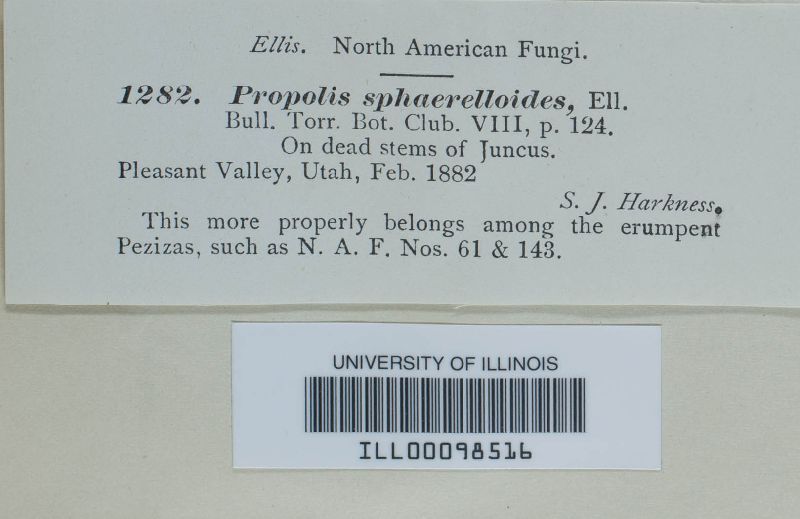 Ellis. North American Fungi.
1282. Propolis sphaerelloides, Ell.
Bull. Torr. Bot. Club. VIII, p. 124.
On dead stems of Juncus.
Pleasant Valley, Utah, Feb. 1882
S. J. Harkness.
This more properly belongs among the erumpent
Pezizas, such as N. A. F. Nos. 61 & 143.
UNIVERSITY OF ILLINOIS
ILL00098516